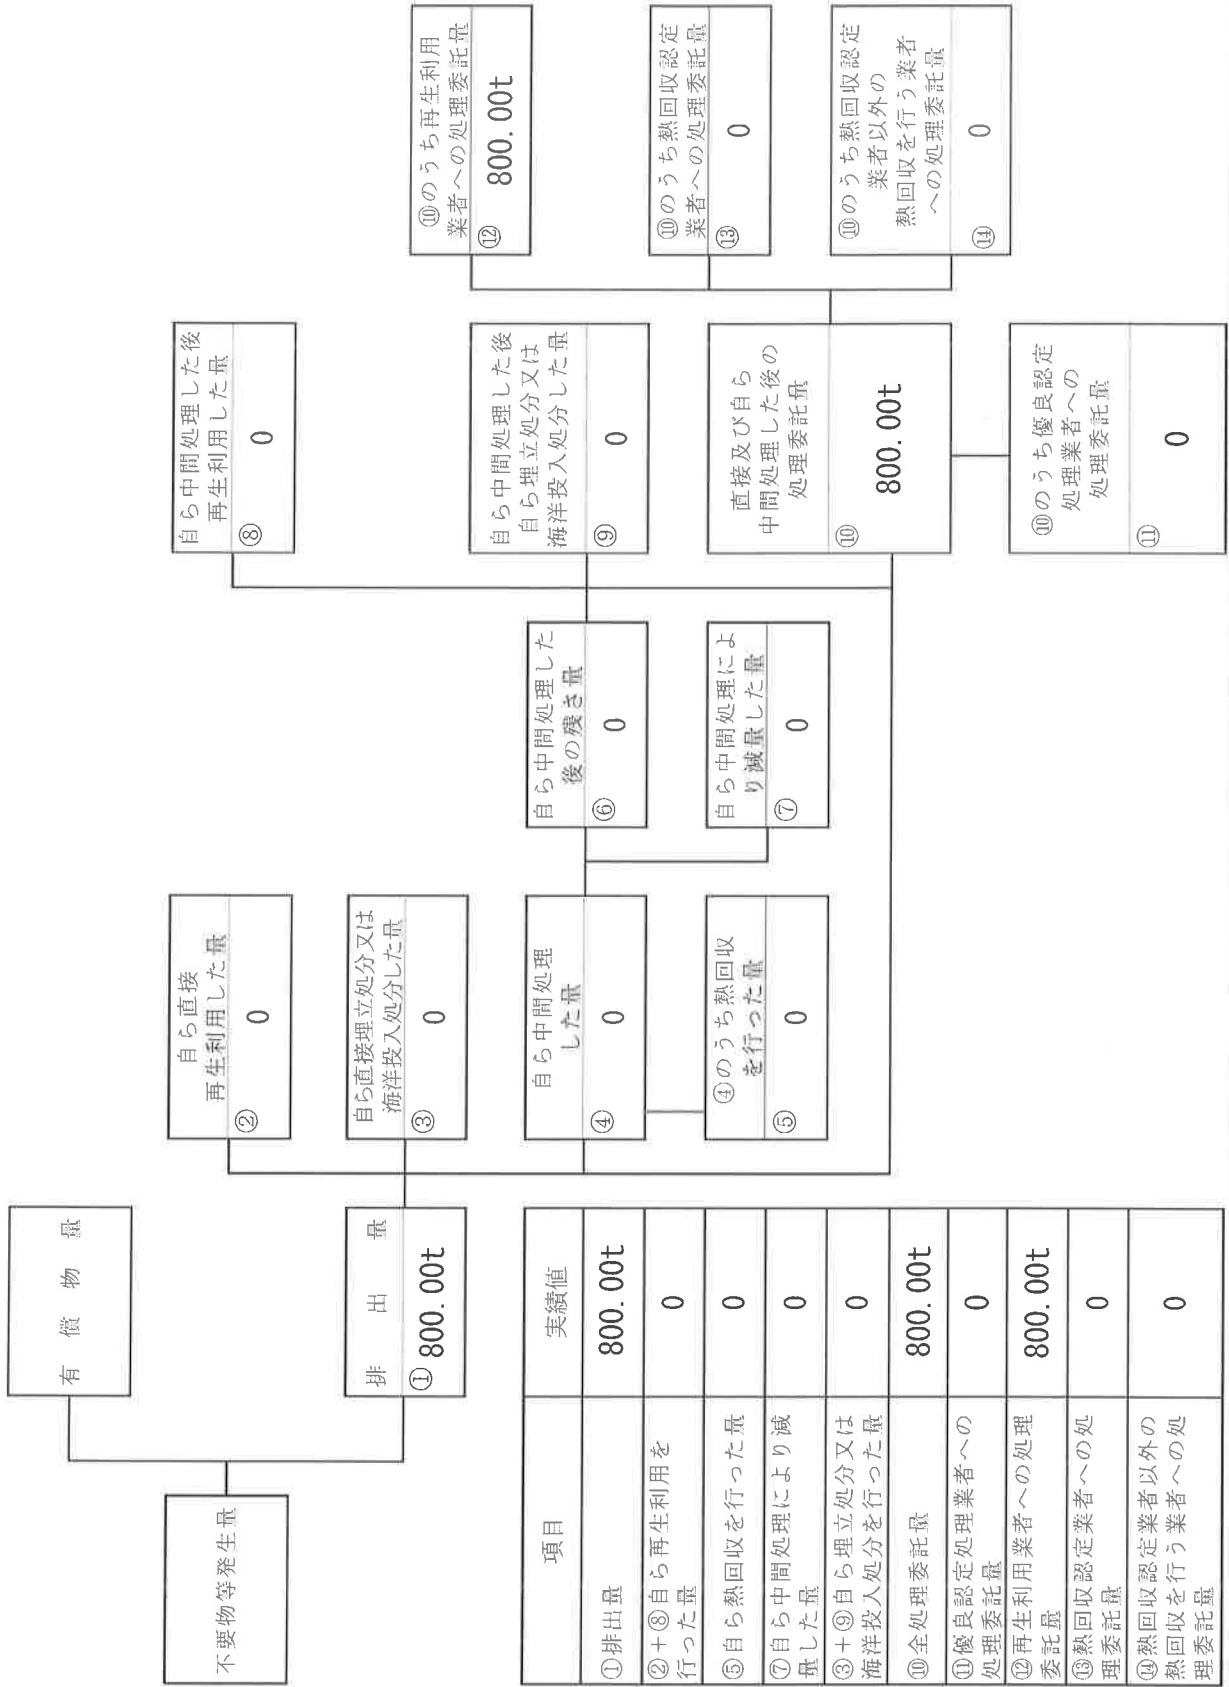 不要物等発生量
有償物量
排出量
① 800.00t
自ら直接
再生利用した量
② 0
自ら直接埋立処分又は
海洋投入処分した量
③ 0
自ら中間処理
した量
④ 0
④のうち熱回収
を行った量
⑤ 0
自ら中間処理した
後の残さ量
⑥ 0
自ら中間処理によ
り減量した量
⑦ 0
自ら中間処理した後
再生利用した量
⑧ 0
自ら中間処理した後
自ら埋立処分又は
海洋投入処分した量
⑨ 0
直接及び自ら
中間処理した後の
処理委託量
⑩ 800.00t
⑩のうち優良認定
処理業者への
処理委託量
⑪ 0
⑩のうち再生利用
業者への処理委託量
⑫ 800.00t
⑩のうち熱回収認定
業者への処理委託量
⑬ 0
⑩のうち熱回収認定
業者以外の
熱回収を行う業者
への処理委託量
⑭ 0
項目 実績値
①排出量 800.00t
②+⑧自ら再生利用を
行った量 0
⑤自ら熱回収を行った量 0
⑦自ら中間処理により減
量した量 0
③+⑨自ら埋立処分又は
海洋投入処分を行った量 0
⑩全処理委託量 800.00t
⑪優良認定処理業者への
処理委託量 0
⑫再生利用業者への処理
委託量 800.00t
⑬熱回収認定業者への処
理委託量 0
⑭熱回収認定業者以外の
熱回収を行う業者への処
理委託量 0